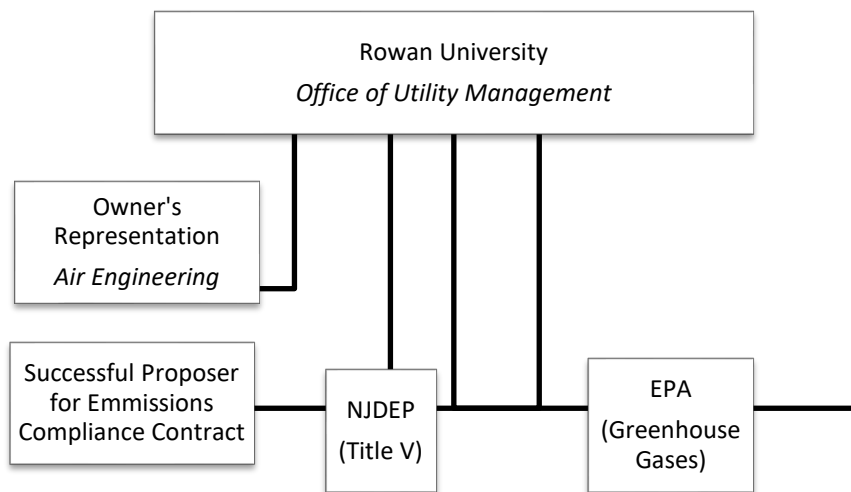 Rowan University
Office of Utility Management
Owner's
Representation
Air Engineering
Successful Proposer
for Emmissions
Compliance Contract
NJDEP
(Title V)
EPA
(Greenhouse
Gases)